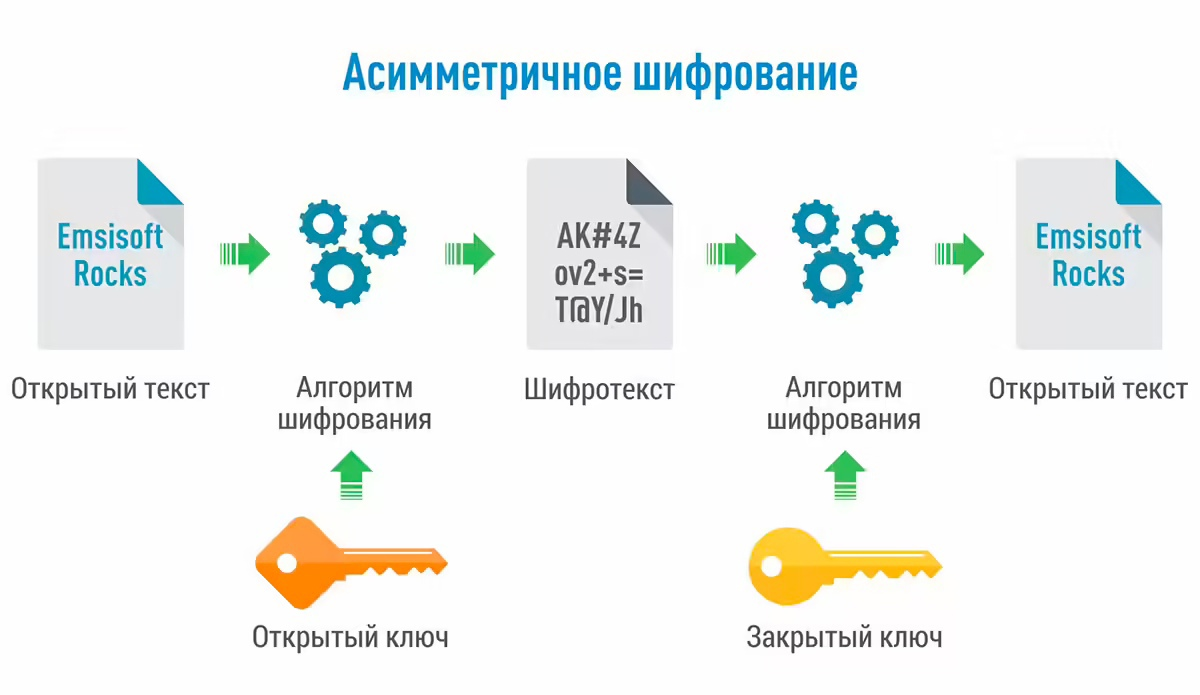 Асимметричное шифрование
Emsisoft
Rocks
AK#4Z
ov2+s=
T@Y/Jh
Emsisoft
Rocks
Открытый текст
Алгоритм
шифрования
Шифротекст
Алгоритм
шифрования
Открытый текст
Открытый ключ
Закрытый ключ